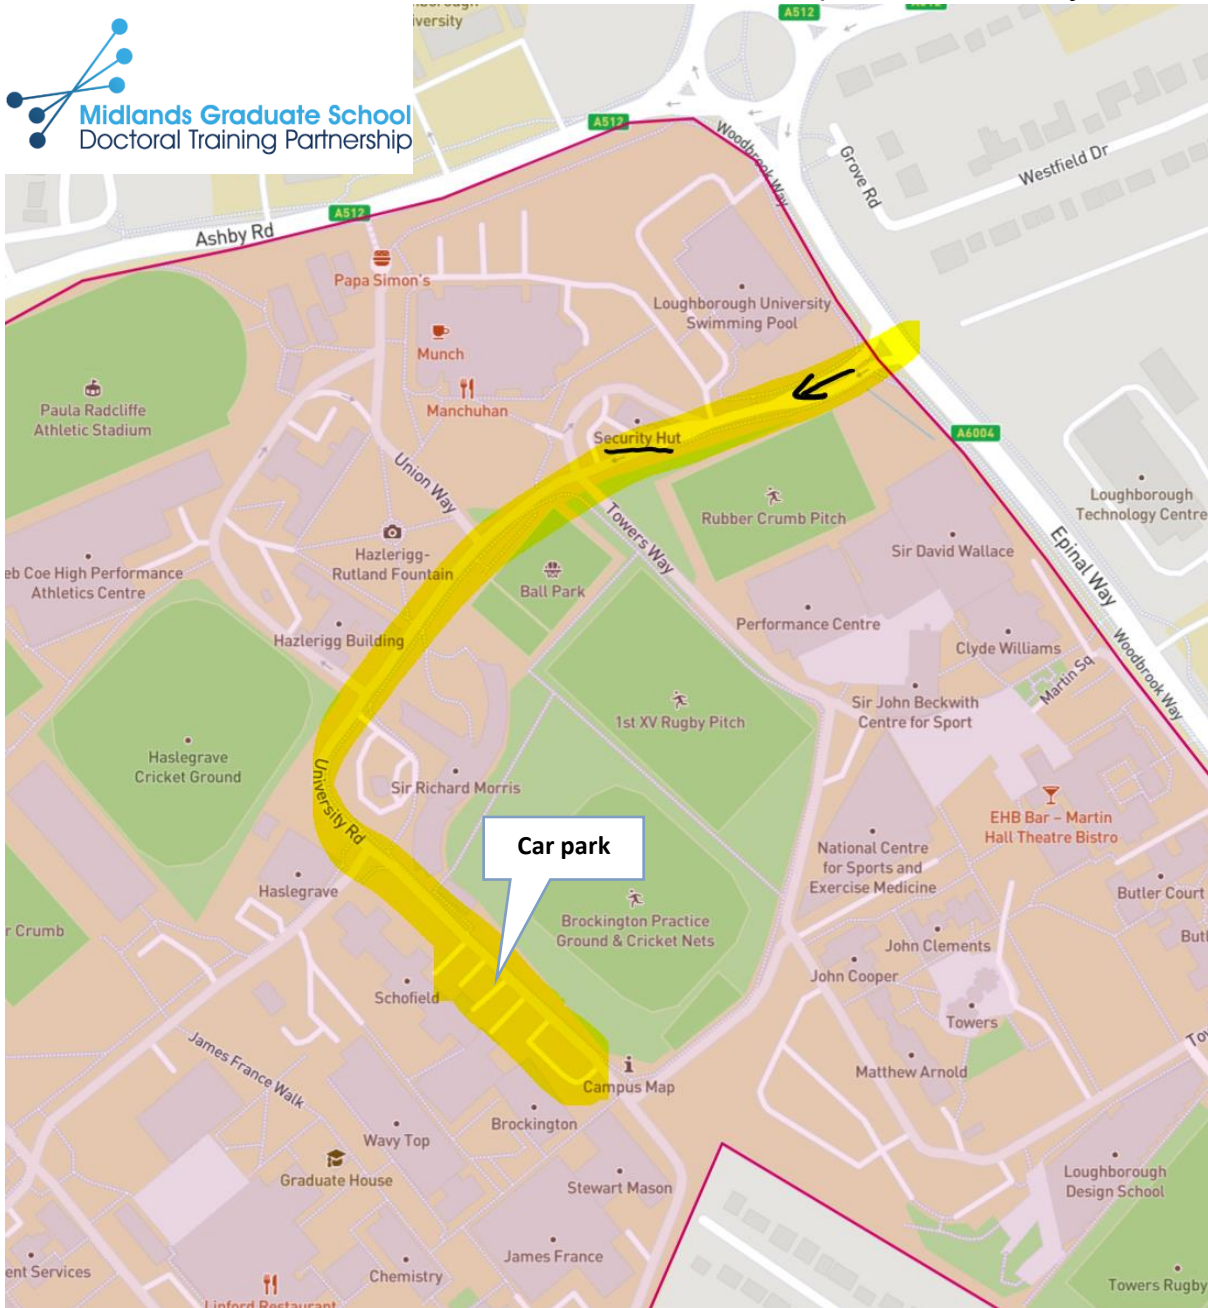 iversity
A512
Midlands Graduate School
Doctoral Training Partnership
A512
Woodbrook Way
Grove Rd
Westfield Dr
A512
Ashby Rd
Papa Simon's
Loughborough University
Swimming Pool
Munch
Manchuhan
Paula Radcliffe
Athletic Stadium
Security Hut
A6004
Union Way
Loughborough
Technology Centre
Towers Way
Rubber Crumb Pitch
Sir David Wallace
Epinal Way
Hazlerigg-
Rutland Fountain
eb Coe High Performance
Athletics Centre
Ball Park
Performance Centre
Hazlerigg Building
Clyde Williams
Martin Sq
Woodbrook Way
Sir John Beckwith
Centre for Sport
1st XV Rugby Pitch
Haslegrave
Cricket Ground
University Rd
Sir Richard Morris
EHB Bar – Martin
Hall Theatre Bistro
Car park
National Centre
for Sports and
Exercise Medicine
Haslegrave
Butler Court
r Crumb
Brockington Practice
Ground & Cricket Nets
Butl
John Clements
John Cooper
Schofield
Towers
Tow
James France Walk
Matthew Arnold
Campus Map
Brockington
Wavy Top
Graduate House
Stewart Mason
Loughborough
Design School
James France
ent Services
Chemistry
Towers Rugby
Linford Restaurant